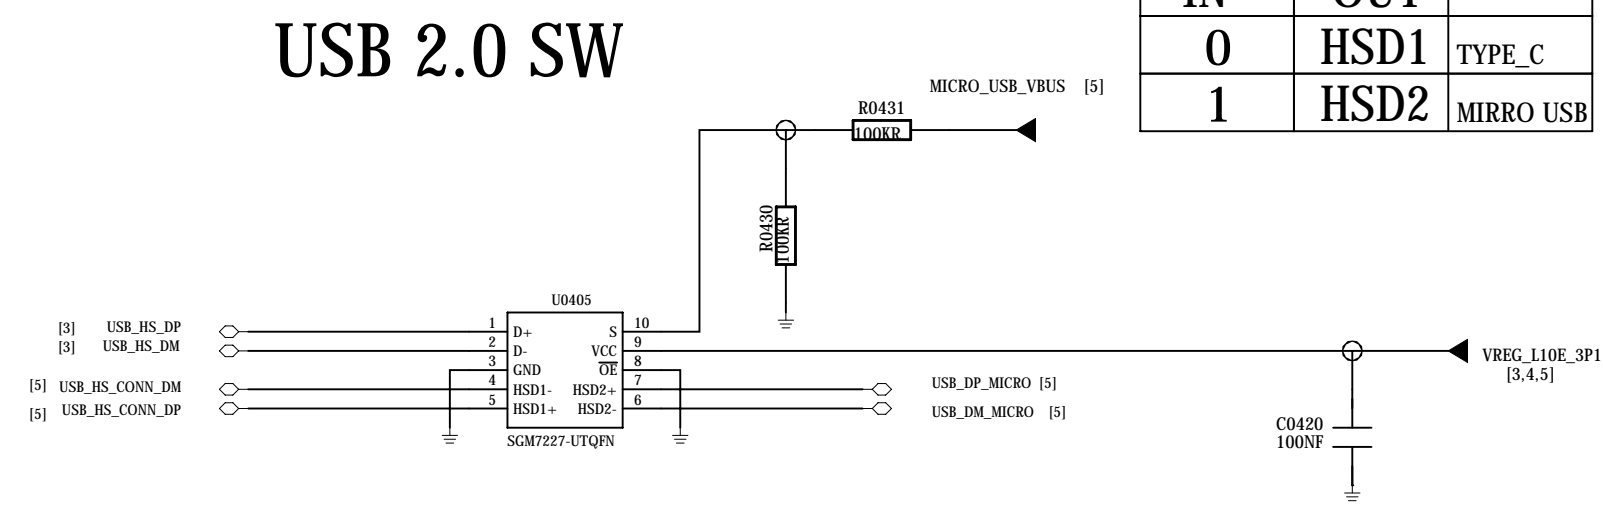 USB 2.0 SW
IN OUT
0 HSD1 TYPE_C
1 HSD2 MIRRO USB
MICRO_USB_VBUS [5]
R0431
100KR
R0430
100KR
U0405
[3] USB_HS_DP 1 D+ S 10
[3] USB_HS_DM 2 D- VCC 9
3 GND OE 8
[5] USB_HS_CONN_DM 4 HSD1- HSD2+ 7 USB_DP_MICRO [5]
[5] USB_HS_CONN_DP 5 HSD1+ HSD2- 6 USB_DM_MICRO [5]
SGM7227-UTQFN
VREG_L10E_3P1
[3,4,5]
C0420
100NF